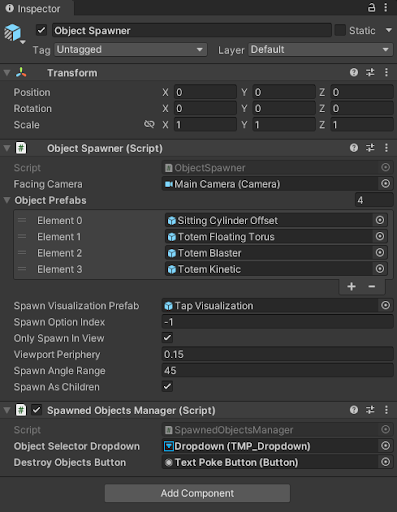 Inspector
Object Spawner Static
Tag Untagged Layer Default
Transform
Position X 0 Y 0 Z 0
Rotation X 0 Y 0 Z 0
Scale X 1 Y 1 Z 1
# Object Spawner (Script)
Script # ObjectSpawner
Facing Camera Main Camera (Camera)
Object Prefabs 4
Element 0 Sitting Cylinder Offset
Element 1 Totem Floating Torus
Element 2 Totem Blaster
Element 3 Totem Kinetic
+ −
Spawn Visualization Prefab Tap Visualization
Spawn Option Index -1
Only Spawn In View
Viewport Periphery 0.15
Spawn Angle Range 45
Spawn As Children
# Spawned Objects Manager (Script)
Script # SpawnedObjectsManager
Object Selector Dropdown Dropdown (TMP_Dropdown)
Destroy Objects Button Text Poke Button (Button)
Add Component